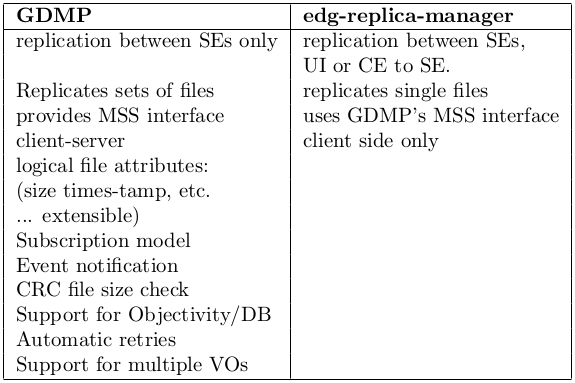 GDMP edg-replica-manager
replication between SEs only replication between SEs,
UI or CE to SE.
Replicates sets of files replicates single files
provides MSS interface uses GDMP's MSS interface
client-server client side only
logical file attributes:
(size times-tamp, etc.
... extensible)
Subscription model
Event notification
CRC file size check
Support for Objectivity/DB
Automatic retries
Support for multiple VOs